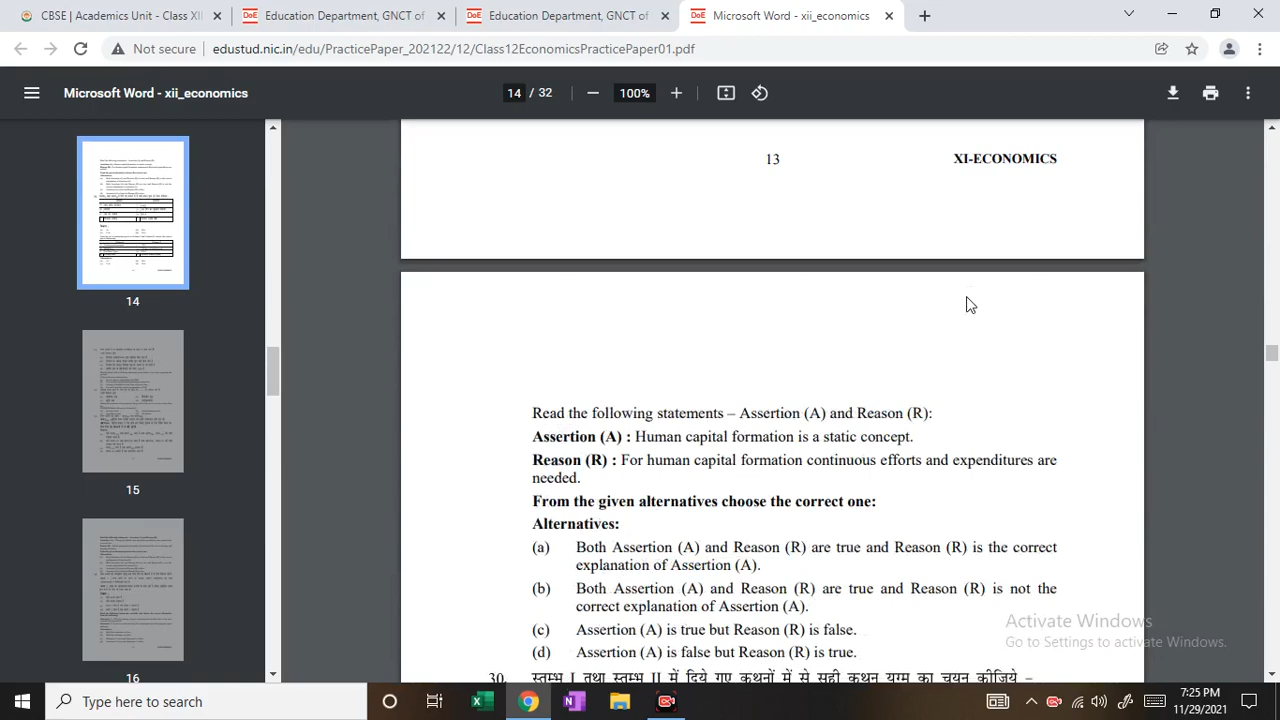 CBSE | Academics Unit - Class XII
Education Department, GNCT of
Education Department, GNCT of
Microsoft Word - xii_economics
Not secure
edustud.nic.in/edu/PracticePaper_202122/12/Class12EconomicsPracticePaper01.pdf
Microsoft Word - xii_economics
14 / 32
100%
14
15
16
13 XI-ECONOMICS
Read the following statements – Assertion (A) and Reason (R):
Assertion (A) : Human capital formation is a static concept.
Reason (R) : For human capital formation continuous efforts and expenditures are
needed.
From the given alternatives choose the correct one:
Alternatives:
(a) Both Assertion (A) and Reason (R) are true and Reason (R) is the correct
explanation of Assertion (A).
(b) Both Assertion (A) and Reason (R) are true and Reason (R) is not the
correct explanation of Assertion (A).
(c) Assertion (A) is true but Reason (R) is false.
(d) Assertion (A) is false but Reason (R) is true.
30. स्तम्भ I तथा स्तम्भ II में दिये गए कथनों में से सही कथन युग्म का चयन कीजिये –
Activate Windows
Go to Settings to activate Windows.
Type here to search
7:25 PM
11/29/2021